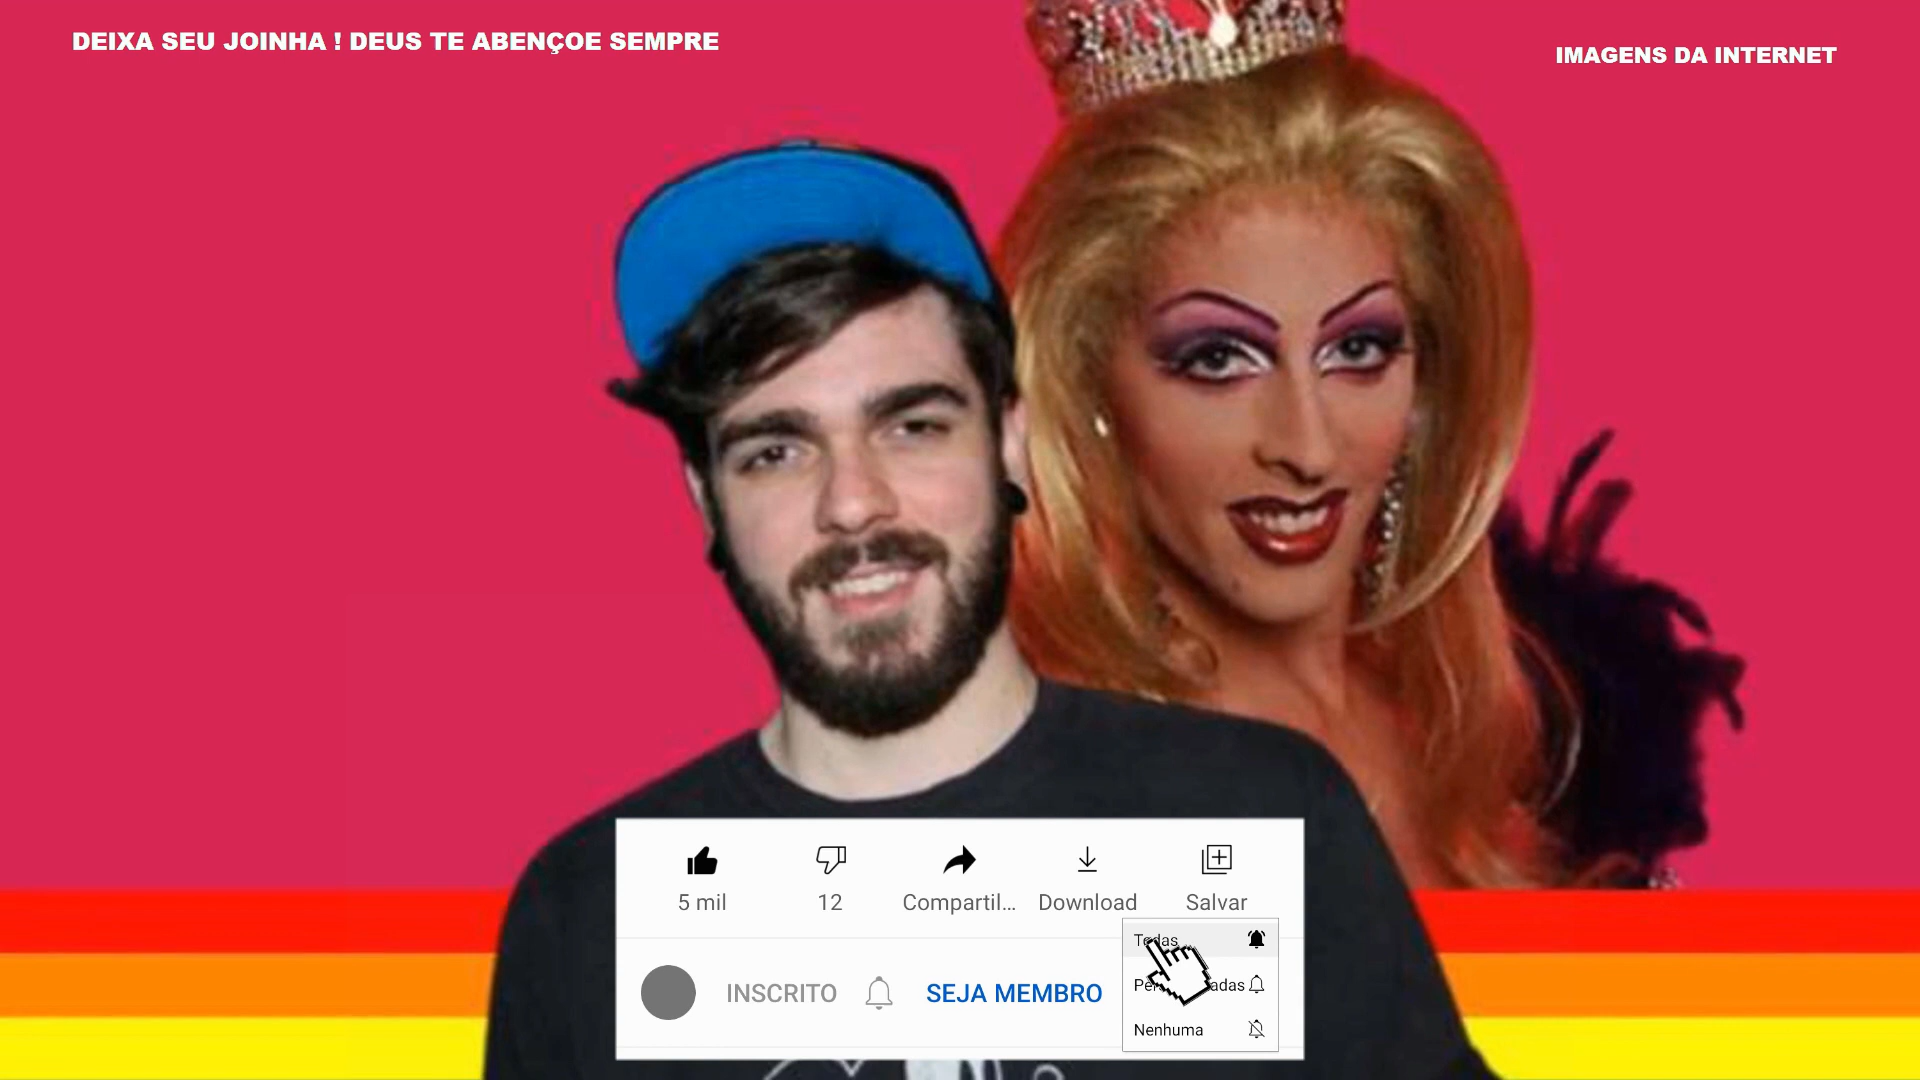 DEIXA SEU JOINHA ! DEUS TE ABENÇOE SEMPRE
IMAGENS DA INTERNET
5 mil
12
Compartil...
Download
Salvar
Todas
INSCRITO
SEJA MEMBRO
Nenhuma